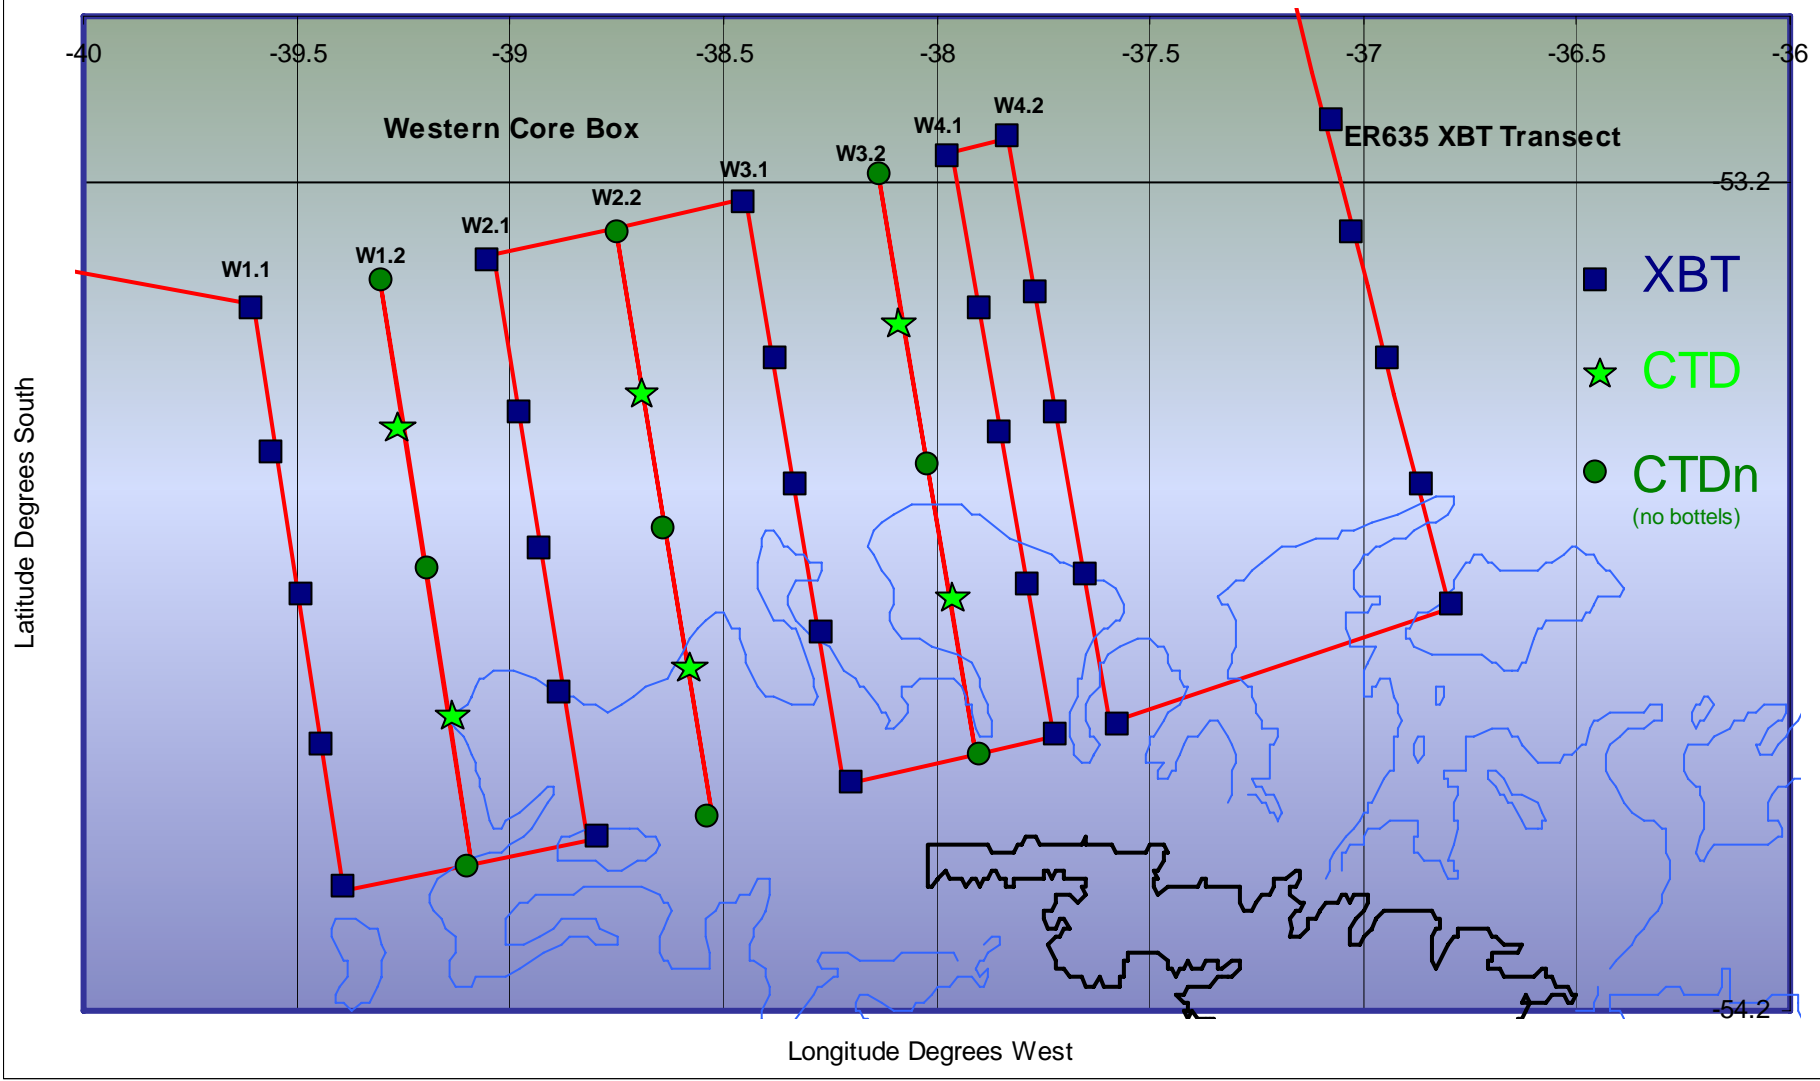 -40
-39.5
-39
-38.5
-38
-37.5
-37
-36.5
-36
W4.2
W4.1
Western Core Box
ER635 XBT Transect
W3.2
W3.1
-53.2
W2.2
W2.1
W1.2
W1.1
XBT
CTD
CTDn
(no bottels)
Latitude Degrees South
-54.2
Longitude Degrees West